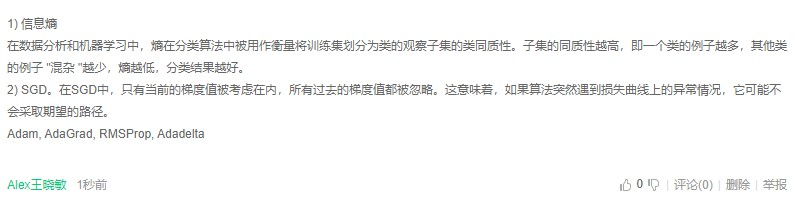 1) 信息熵
在数据分析和机器学习中，熵在分类算法中被用作衡量将训练集划分为类的观察子集的类同质性。子集的同质性越高，即一个类的例子越多，其他类
的例子 "混杂 "越少，熵越低，分类结果越好。
2) SGD。在SGD中，只有当前的梯度值被考虑在内，所有过去的梯度值都被忽略。这意味着，如果算法突然遇到损失曲线上的异常情况，它可能不
会采取期望的路径。
Adam, AdaGrad, RMSProp, Adadelta
Alex王晓敏 1秒前 0 | 评论(0) | 删除 | 举报